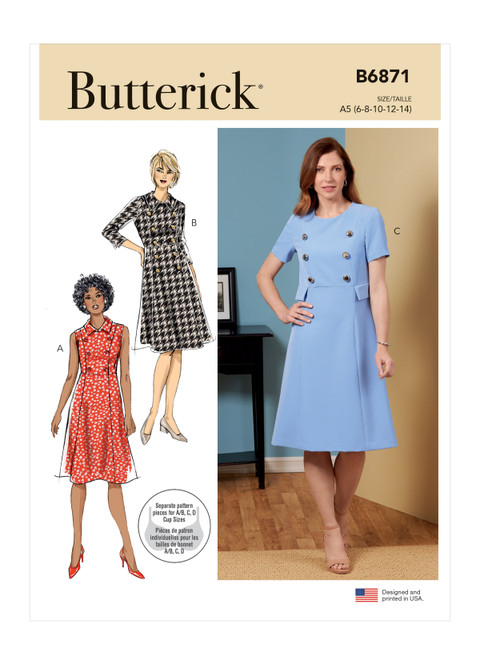 Butterick®
B6871
SIZE/TAILLE
A5 (6-8-10-12-14)
B
C
A
Separate pattern
pieces for A/B, C, D
Cup Sizes
Pièces de patron
individuelles pour les
tailles de bonnet
A/B, C, D
Designed and
printed in USA.